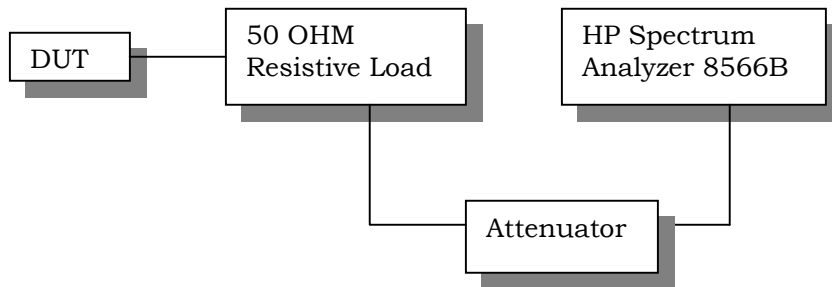 DUT
50 OHM
Resistive Load
HP Spectrum
Analyzer 8566B
Attenuator